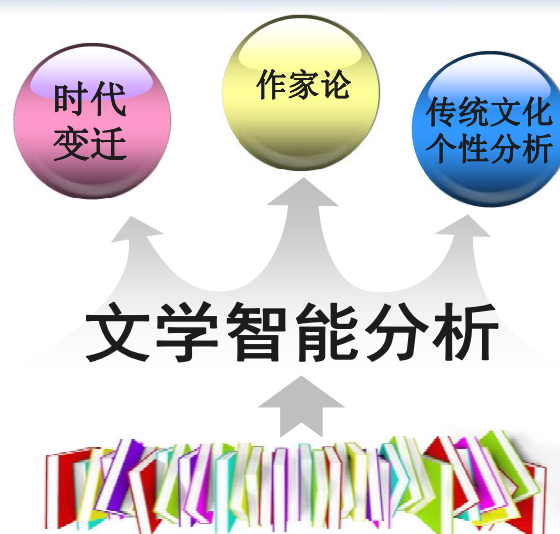 时代
变迁
作家论
传统文化
个性分析
文学智能分析